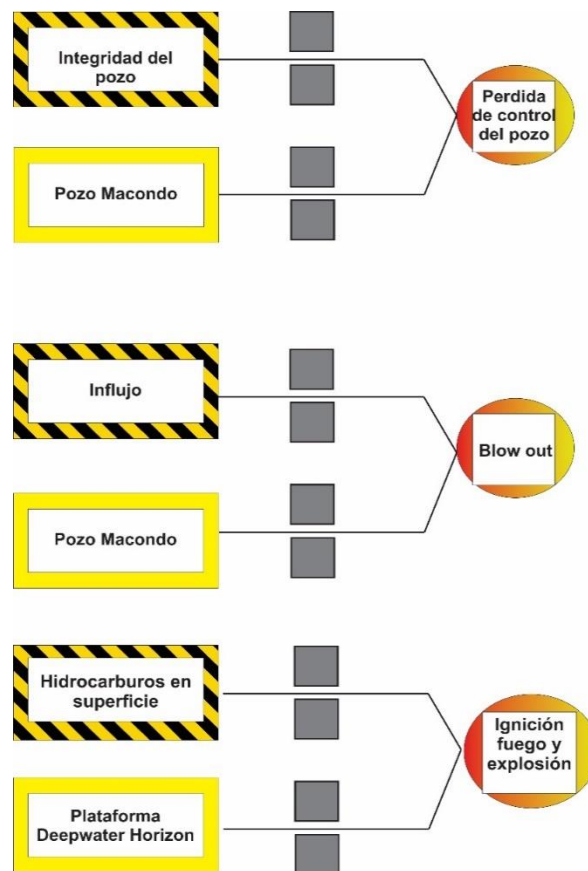 Integridad del
pozo
Perdida
de control
del pozo
Pozo Macondo
Influjo
Blow out
Pozo Macondo
Hidrocarburos en
superficie
Ignición
fuego y
explosión
Plataforma
Deepwater Horizon